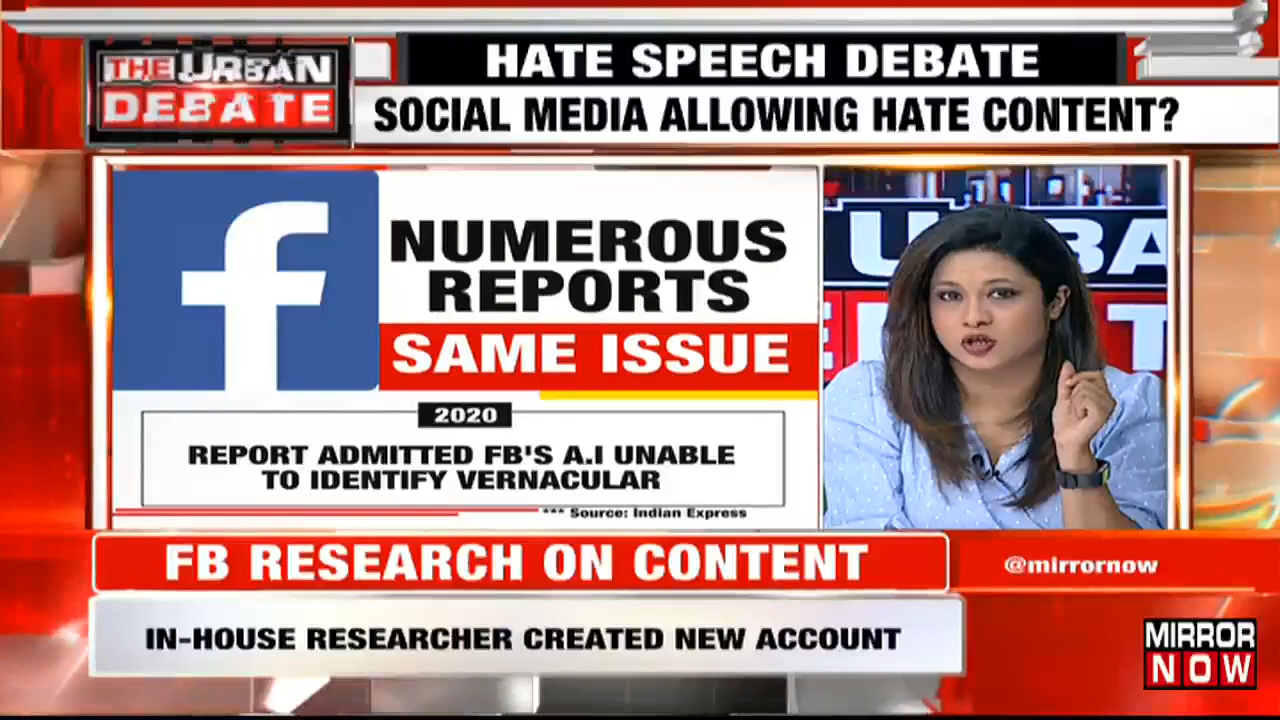 THE URBAN
DEBATE
HATE SPEECH DEBATE
SOCIAL MEDIA ALLOWING HATE CONTENT?
f
NUMEROUS
REPORTS
SAME ISSUE
2020
REPORT ADMITTED FB'S A.I UNABLE
TO IDENTIFY VERNACULAR
*** Source: Indian Express
FB RESEARCH ON CONTENT
@mirrornow
IN-HOUSE RESEARCHER CREATED NEW ACCOUNT
MIRROR
NOW